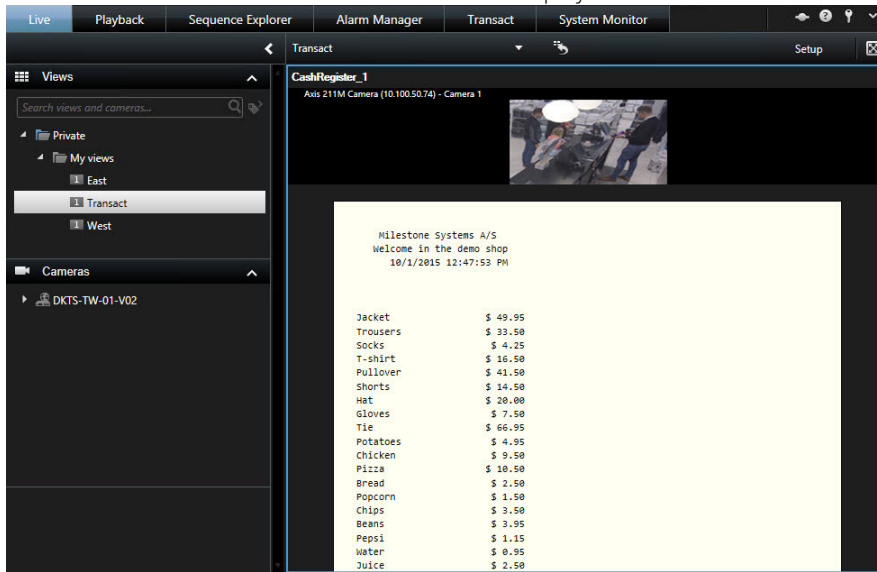 Live Playback Sequence Explorer Alarm Manager Transact System Monitor
Transact Setup
Views
Search views and cameras...
Private
My views
1 East
1 Transact
1 West
Cameras
DKTS-TW-01-V02
CashRegister_1
Axis 211M Camera (10.100.50.74) - Camera 1
Milestone Systems A/S
Welcome in the demo shop
10/1/2015 12:47:53 PM
Jacket $ 49.95
Trousers $ 33.50
Socks $ 4.25
T-shirt $ 16.50
Pullover $ 41.50
Shorts $ 14.50
Hat $ 20.00
Gloves $ 7.50
Tie $ 66.95
Potatoes $ 4.95
Chicken $ 9.50
Pizza $ 10.50
Bread $ 2.50
Popcorn $ 1.50
Chips $ 3.50
Beans $ 3.95
Pepsi $ 1.15
Water $ 0.95
Juice $ 2.50